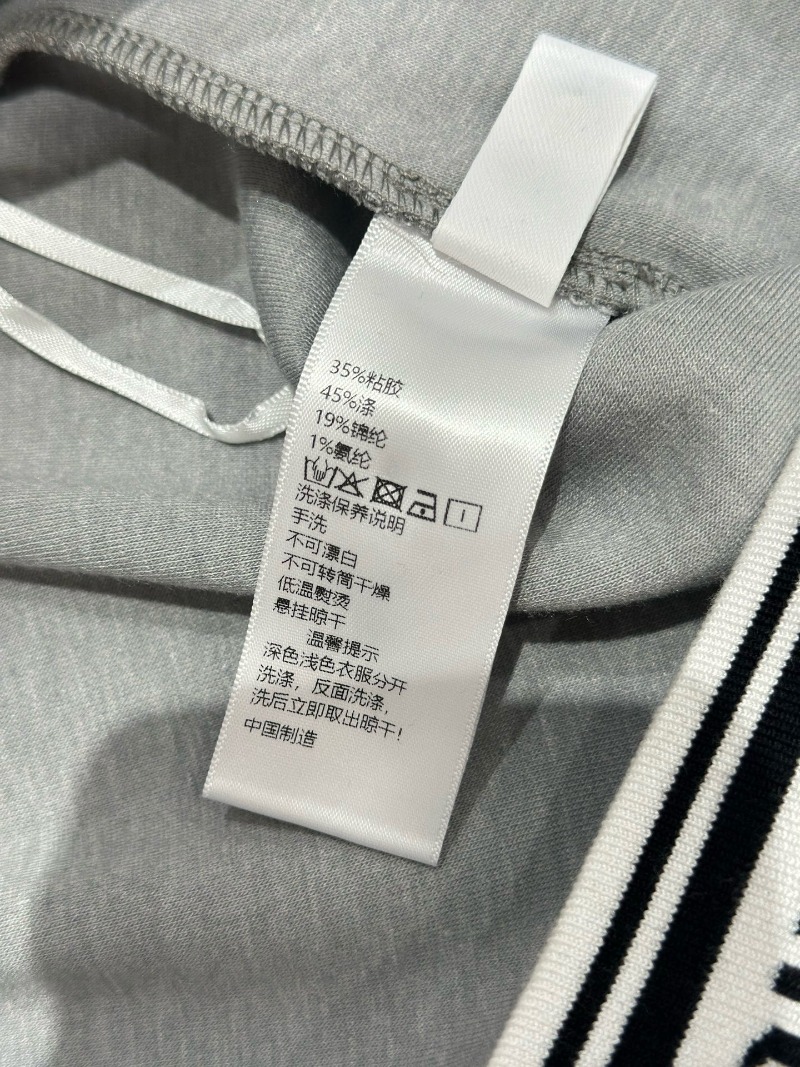 35%粘胶
45%涤
19%锦纶
1%氨纶
洗涤保养说明
手洗
不可漂白
不可转筒干燥
低温熨烫
悬挂晾干
温馨提示
深色浅色衣服分开
洗涤，反面洗涤，
洗后立即取出晾干！
中国制造